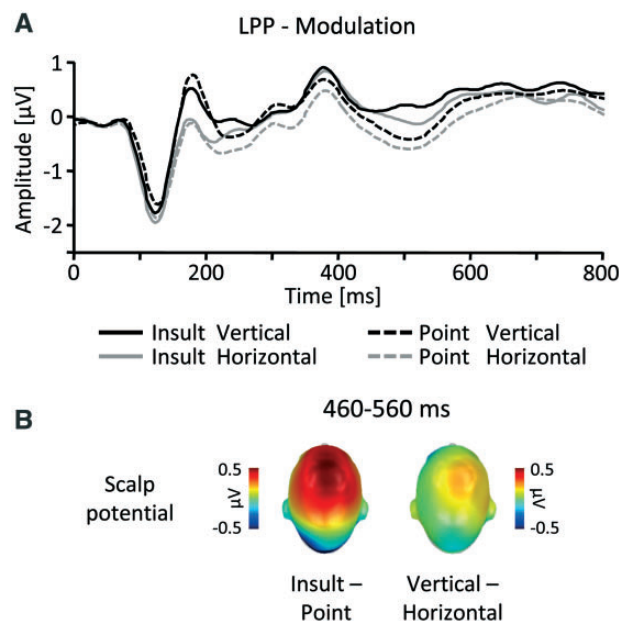 A
LPP - Modulation
Amplitude [µV]
1
0
-1
-2
0 200 400 600 800
Time [ms]
Insult Vertical
Point Vertical
Insult Horizontal
Point Horizontal
B
460-560 ms
Scalp
potential
0.5
µV
-0.5
0.5
µV
-0.5
Insult –
Point
Vertical –
Horizontal